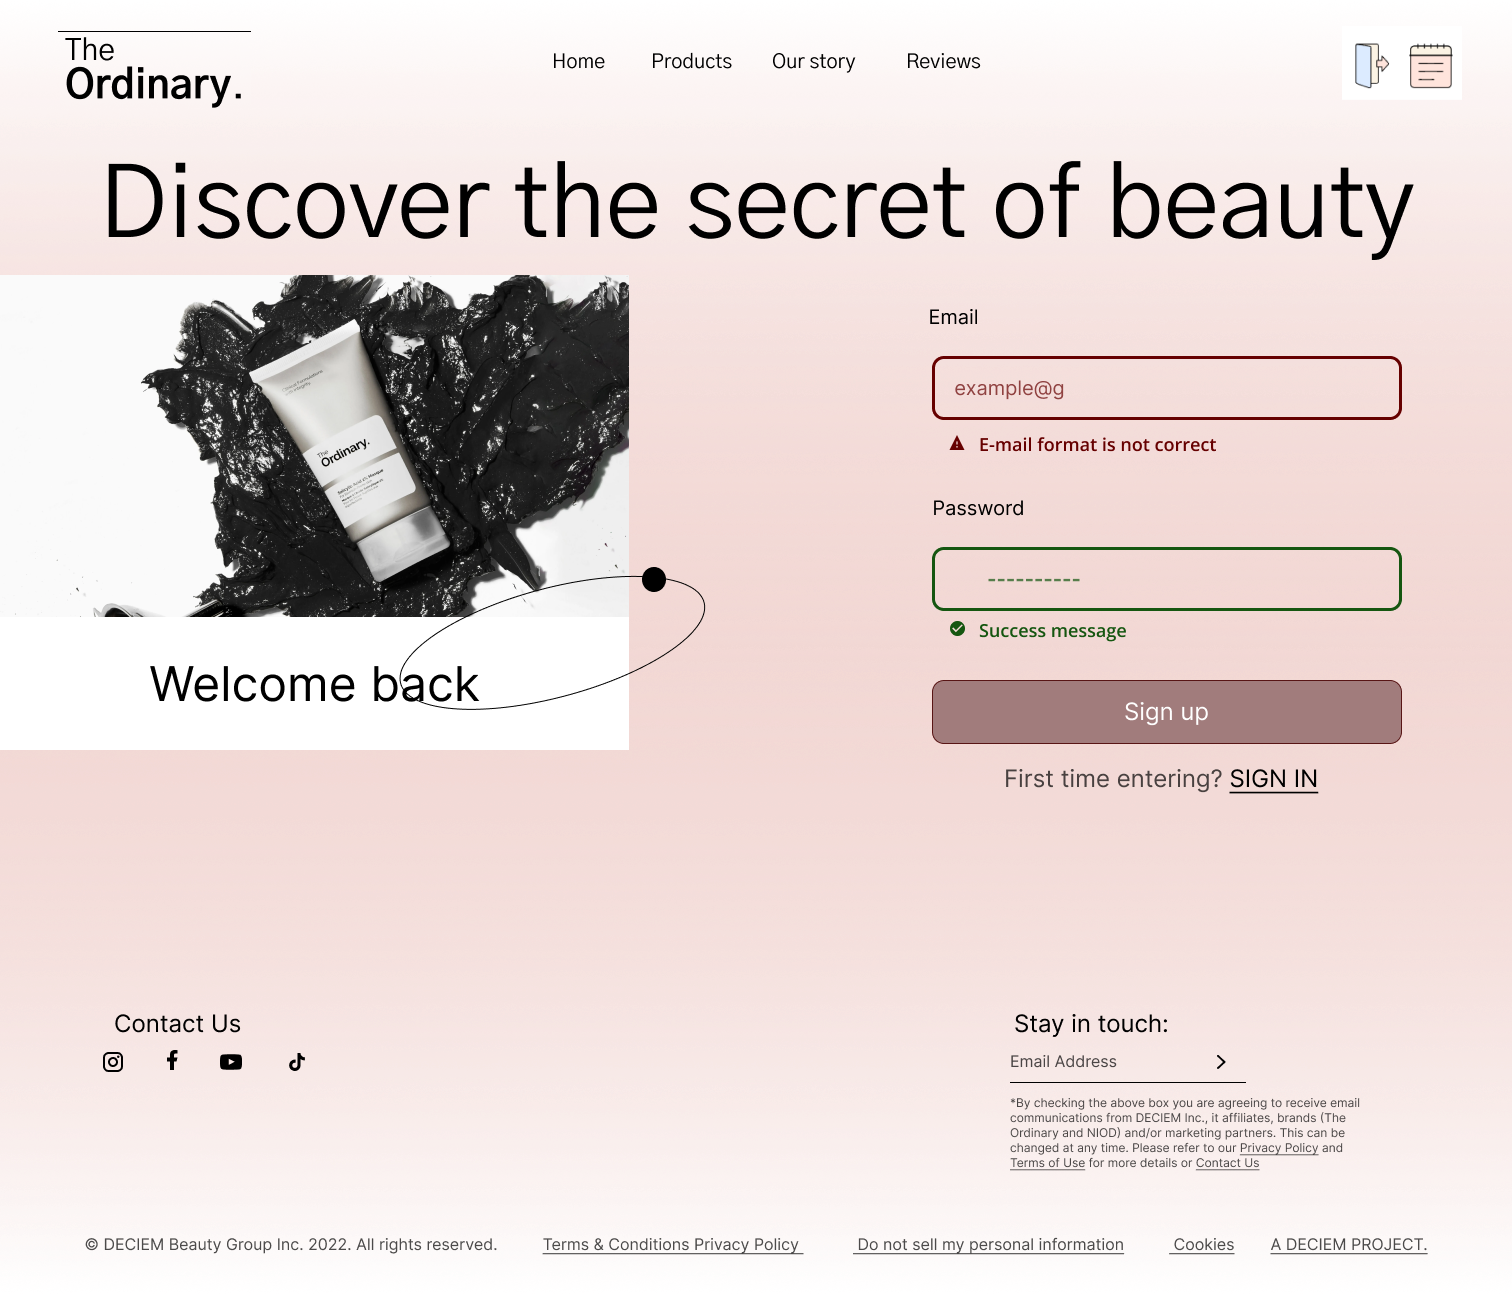 The
Ordinary.
Home Products Our story Reviews
Discover the secret of beauty
The
Ordinary.
Salicylic Acid 2% Masque
Welcome back
Email
example@g
E-mail format is not correct
Password
----------
Success message
Sign up
First time entering? SIGN IN
Contact Us
Stay in touch:
Email Address
*By checking the above box you are agreeing to receive email
communications from DECIEM Inc., it affiliates, brands (The
Ordinary and NIOD) and/or marketing partners. This can be
changed at any time. Please refer to our Privacy Policy and
Terms of Use for more details or Contact Us
© DECIEM Beauty Group Inc. 2022. All rights reserved. Terms & Conditions Privacy Policy Do not sell my personal information Cookies A DECIEM PROJECT.